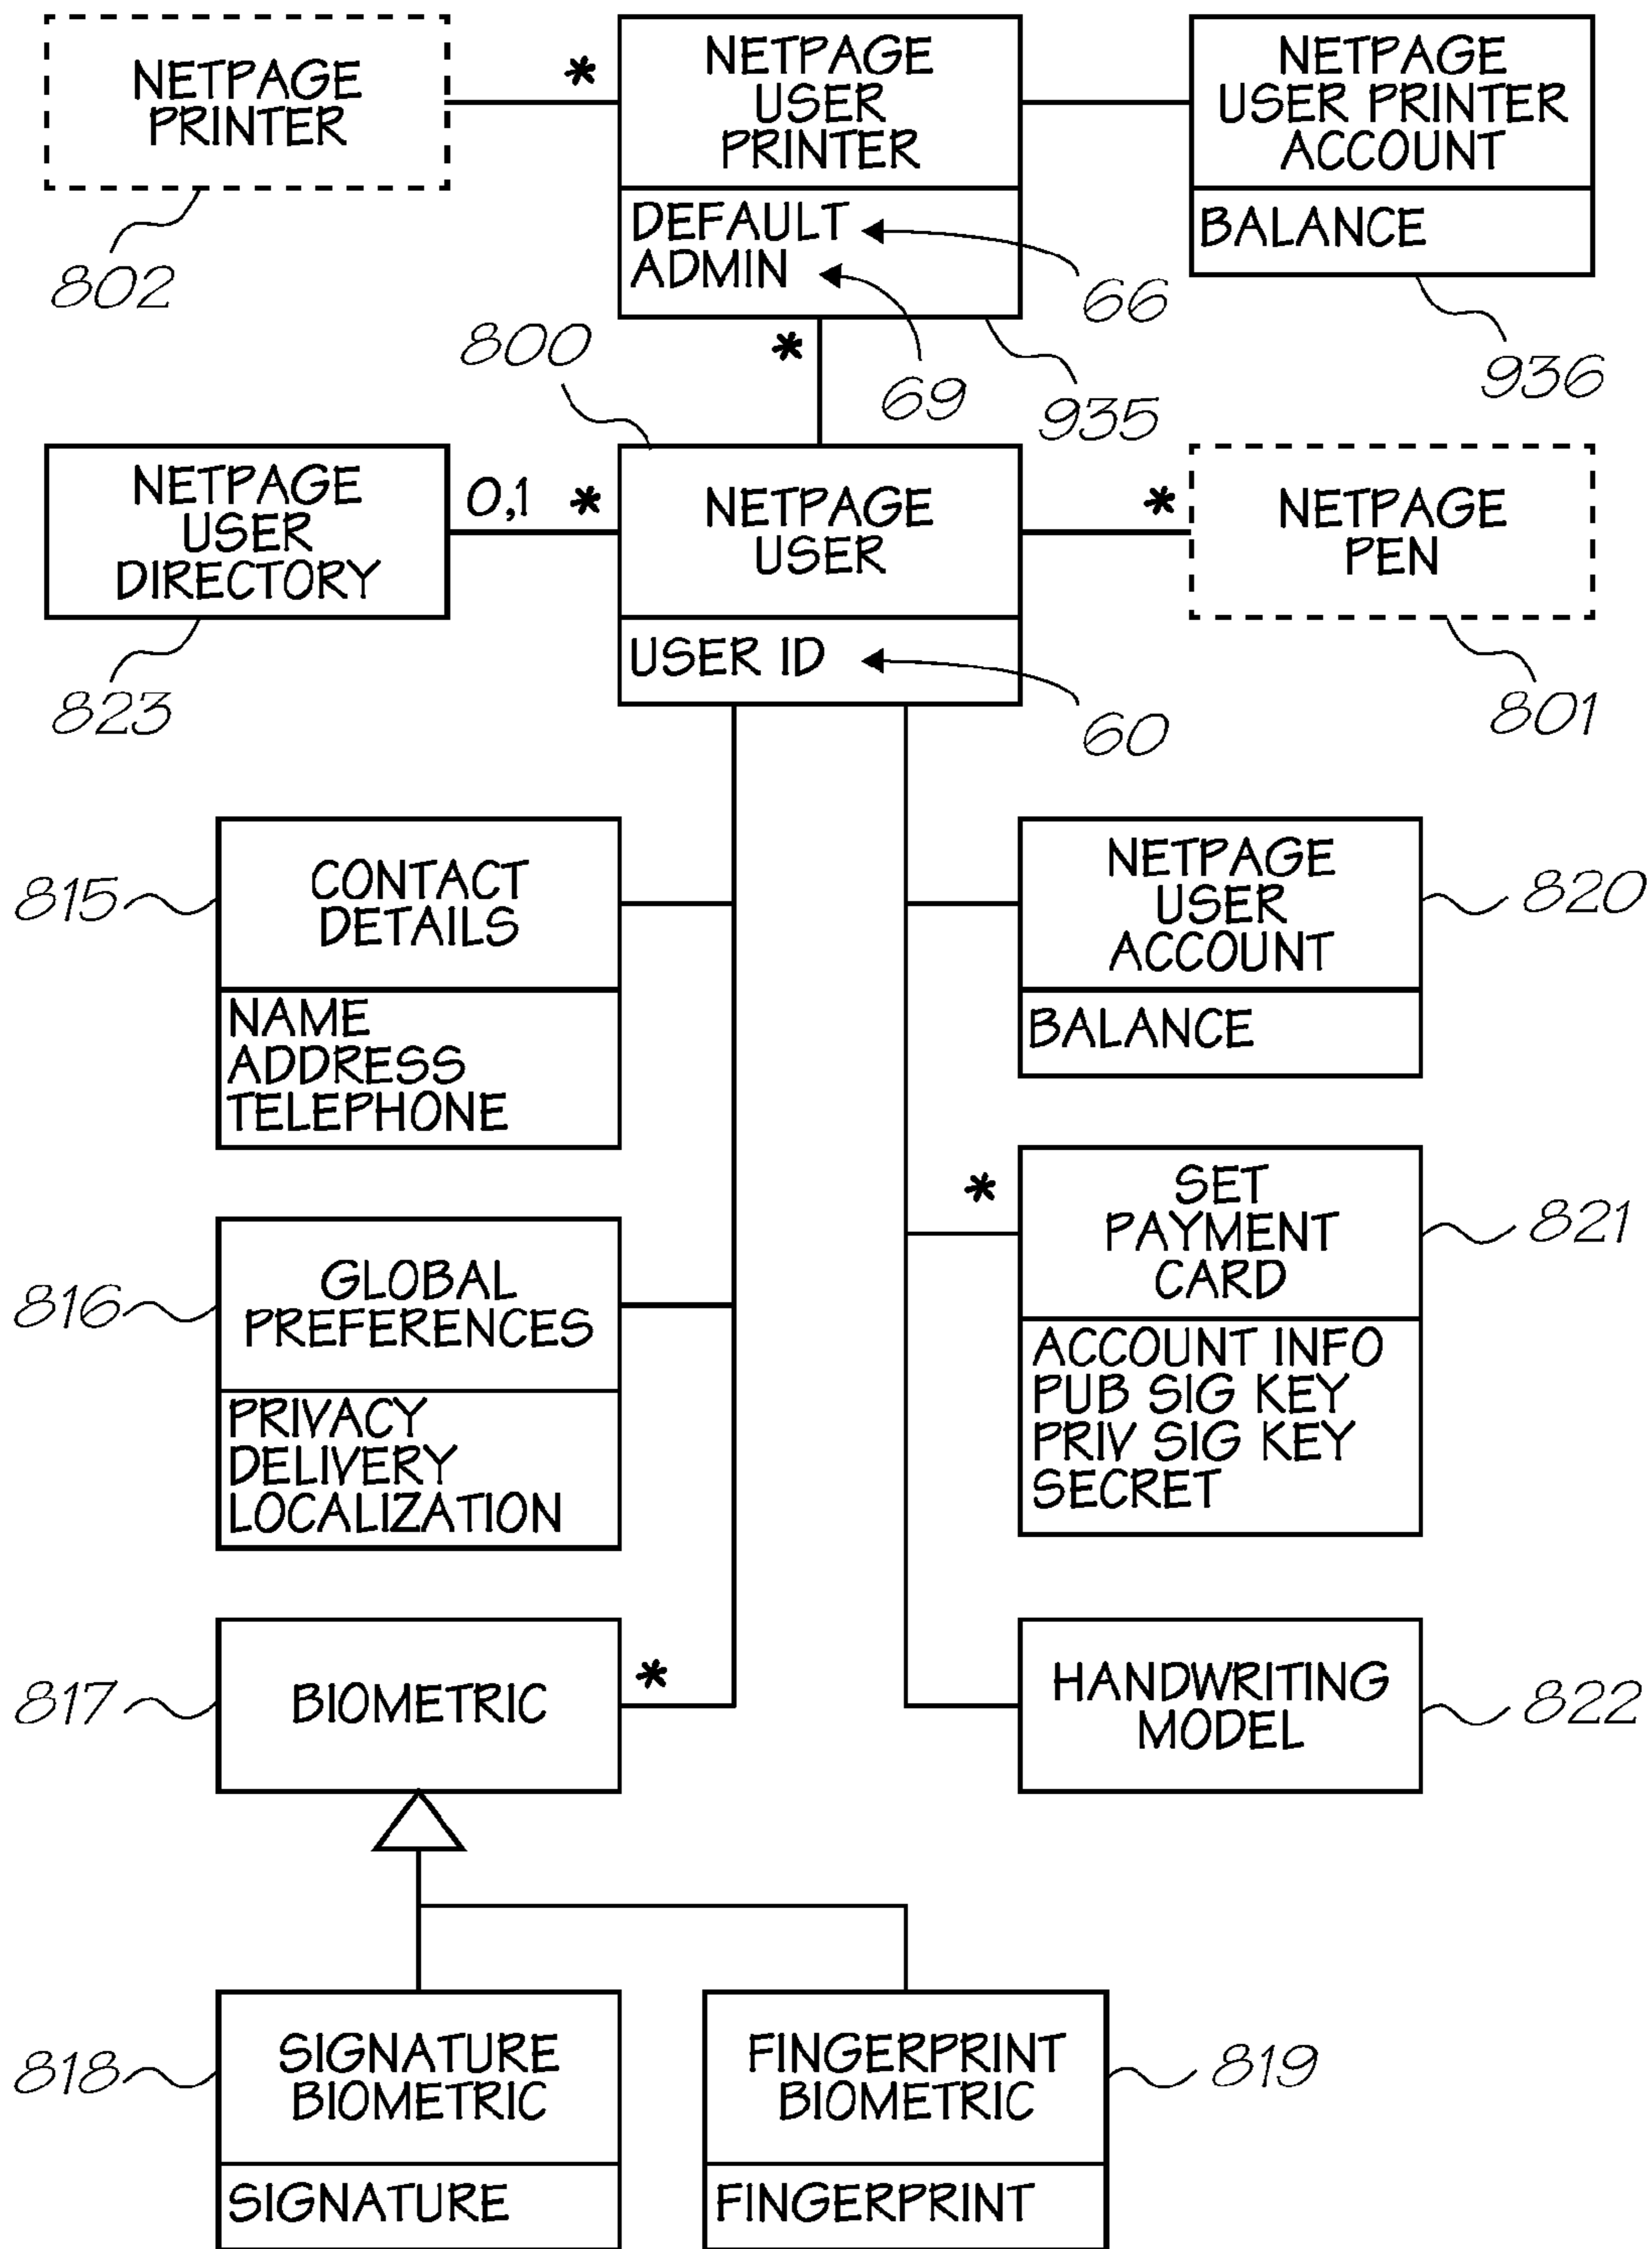 NETPAGE
PRINTER
802
*
NETPAGE
USER
PRINTER
DEFAULT
ADMIN
66
69
935
*
NETPAGE
USER PRINTER
ACCOUNT
BALANCE
936
800
NETPAGE
USER
DIRECTORY
823
0,1 *
NETPAGE
USER
USER ID
60
*
NETPAGE
PEN
801
815
CONTACT
DETAILS
NAME
ADDRESS
TELEPHONE
NETPAGE
USER
ACCOUNT
BALANCE
820
816
GLOBAL
PREFERENCES
PRIVACY
DELIVERY
LOCALIZATION
*
SET
PAYMENT
CARD
ACCOUNT INFO
PUB SIG KEY
PRIV SIG KEY
SECRET
821
817
BIOMETRIC
*
HANDWRITING
MODEL
822
818
SIGNATURE
BIOMETRIC
SIGNATURE
FINGERPRINT
BIOMETRIC
FINGERPRINT
819